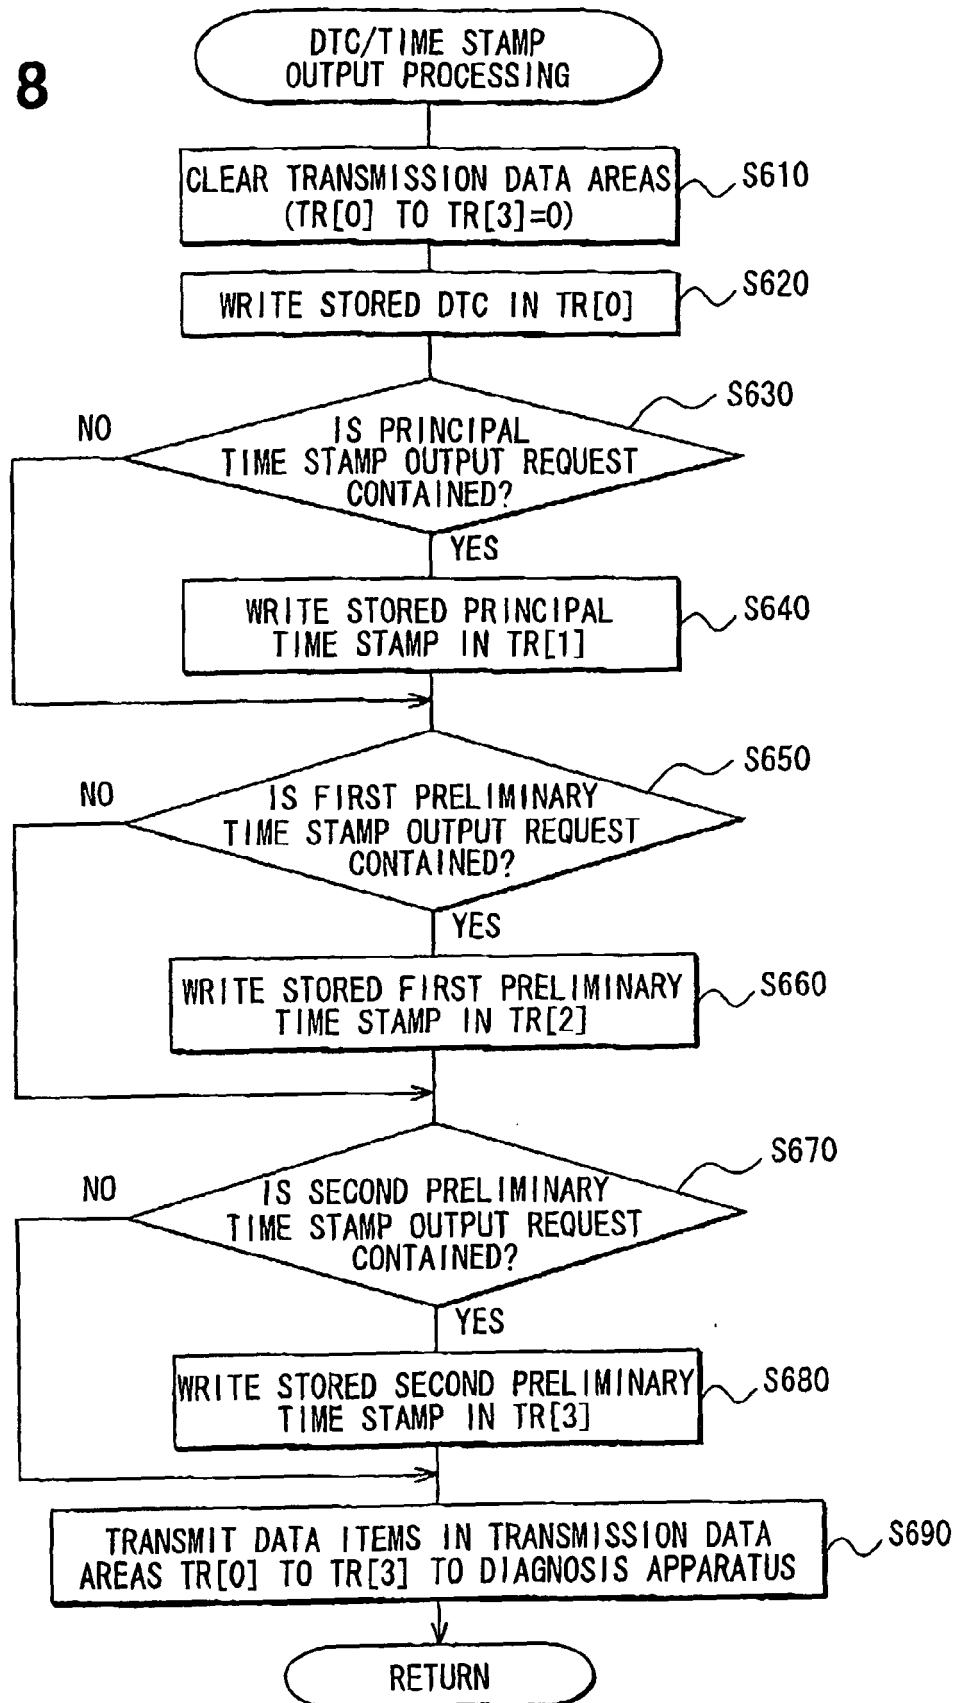 8
DTC/TIME STAMP
OUTPUT PROCESSING
CLEAR TRANSMISSION DATA AREAS
(TR[0] TO TR[3]=0)
S610
WRITE STORED DTC IN TR[0]
S620
S630
NO
IS PRINCIPAL
TIME STAMP OUTPUT REQUEST
CONTAINED?
YES
WRITE STORED PRINCIPAL
TIME STAMP IN TR[1]
S640
S650
NO
IS FIRST PRELIMINARY
TIME STAMP OUTPUT REQUEST
CONTAINED?
YES
WRITE STORED FIRST PRELIMINARY
TIME STAMP IN TR[2]
S660
S670
NO
IS SECOND PRELIMINARY
TIME STAMP OUTPUT REQUEST
CONTAINED?
YES
WRITE STORED SECOND PRELIMINARY
TIME STAMP IN TR[3]
S680
TRANSMIT DATA ITEMS IN TRANSMISSION DATA
AREAS TR[0] TO TR[3] TO DIAGNOSIS APPARATUS
S690
RETURN